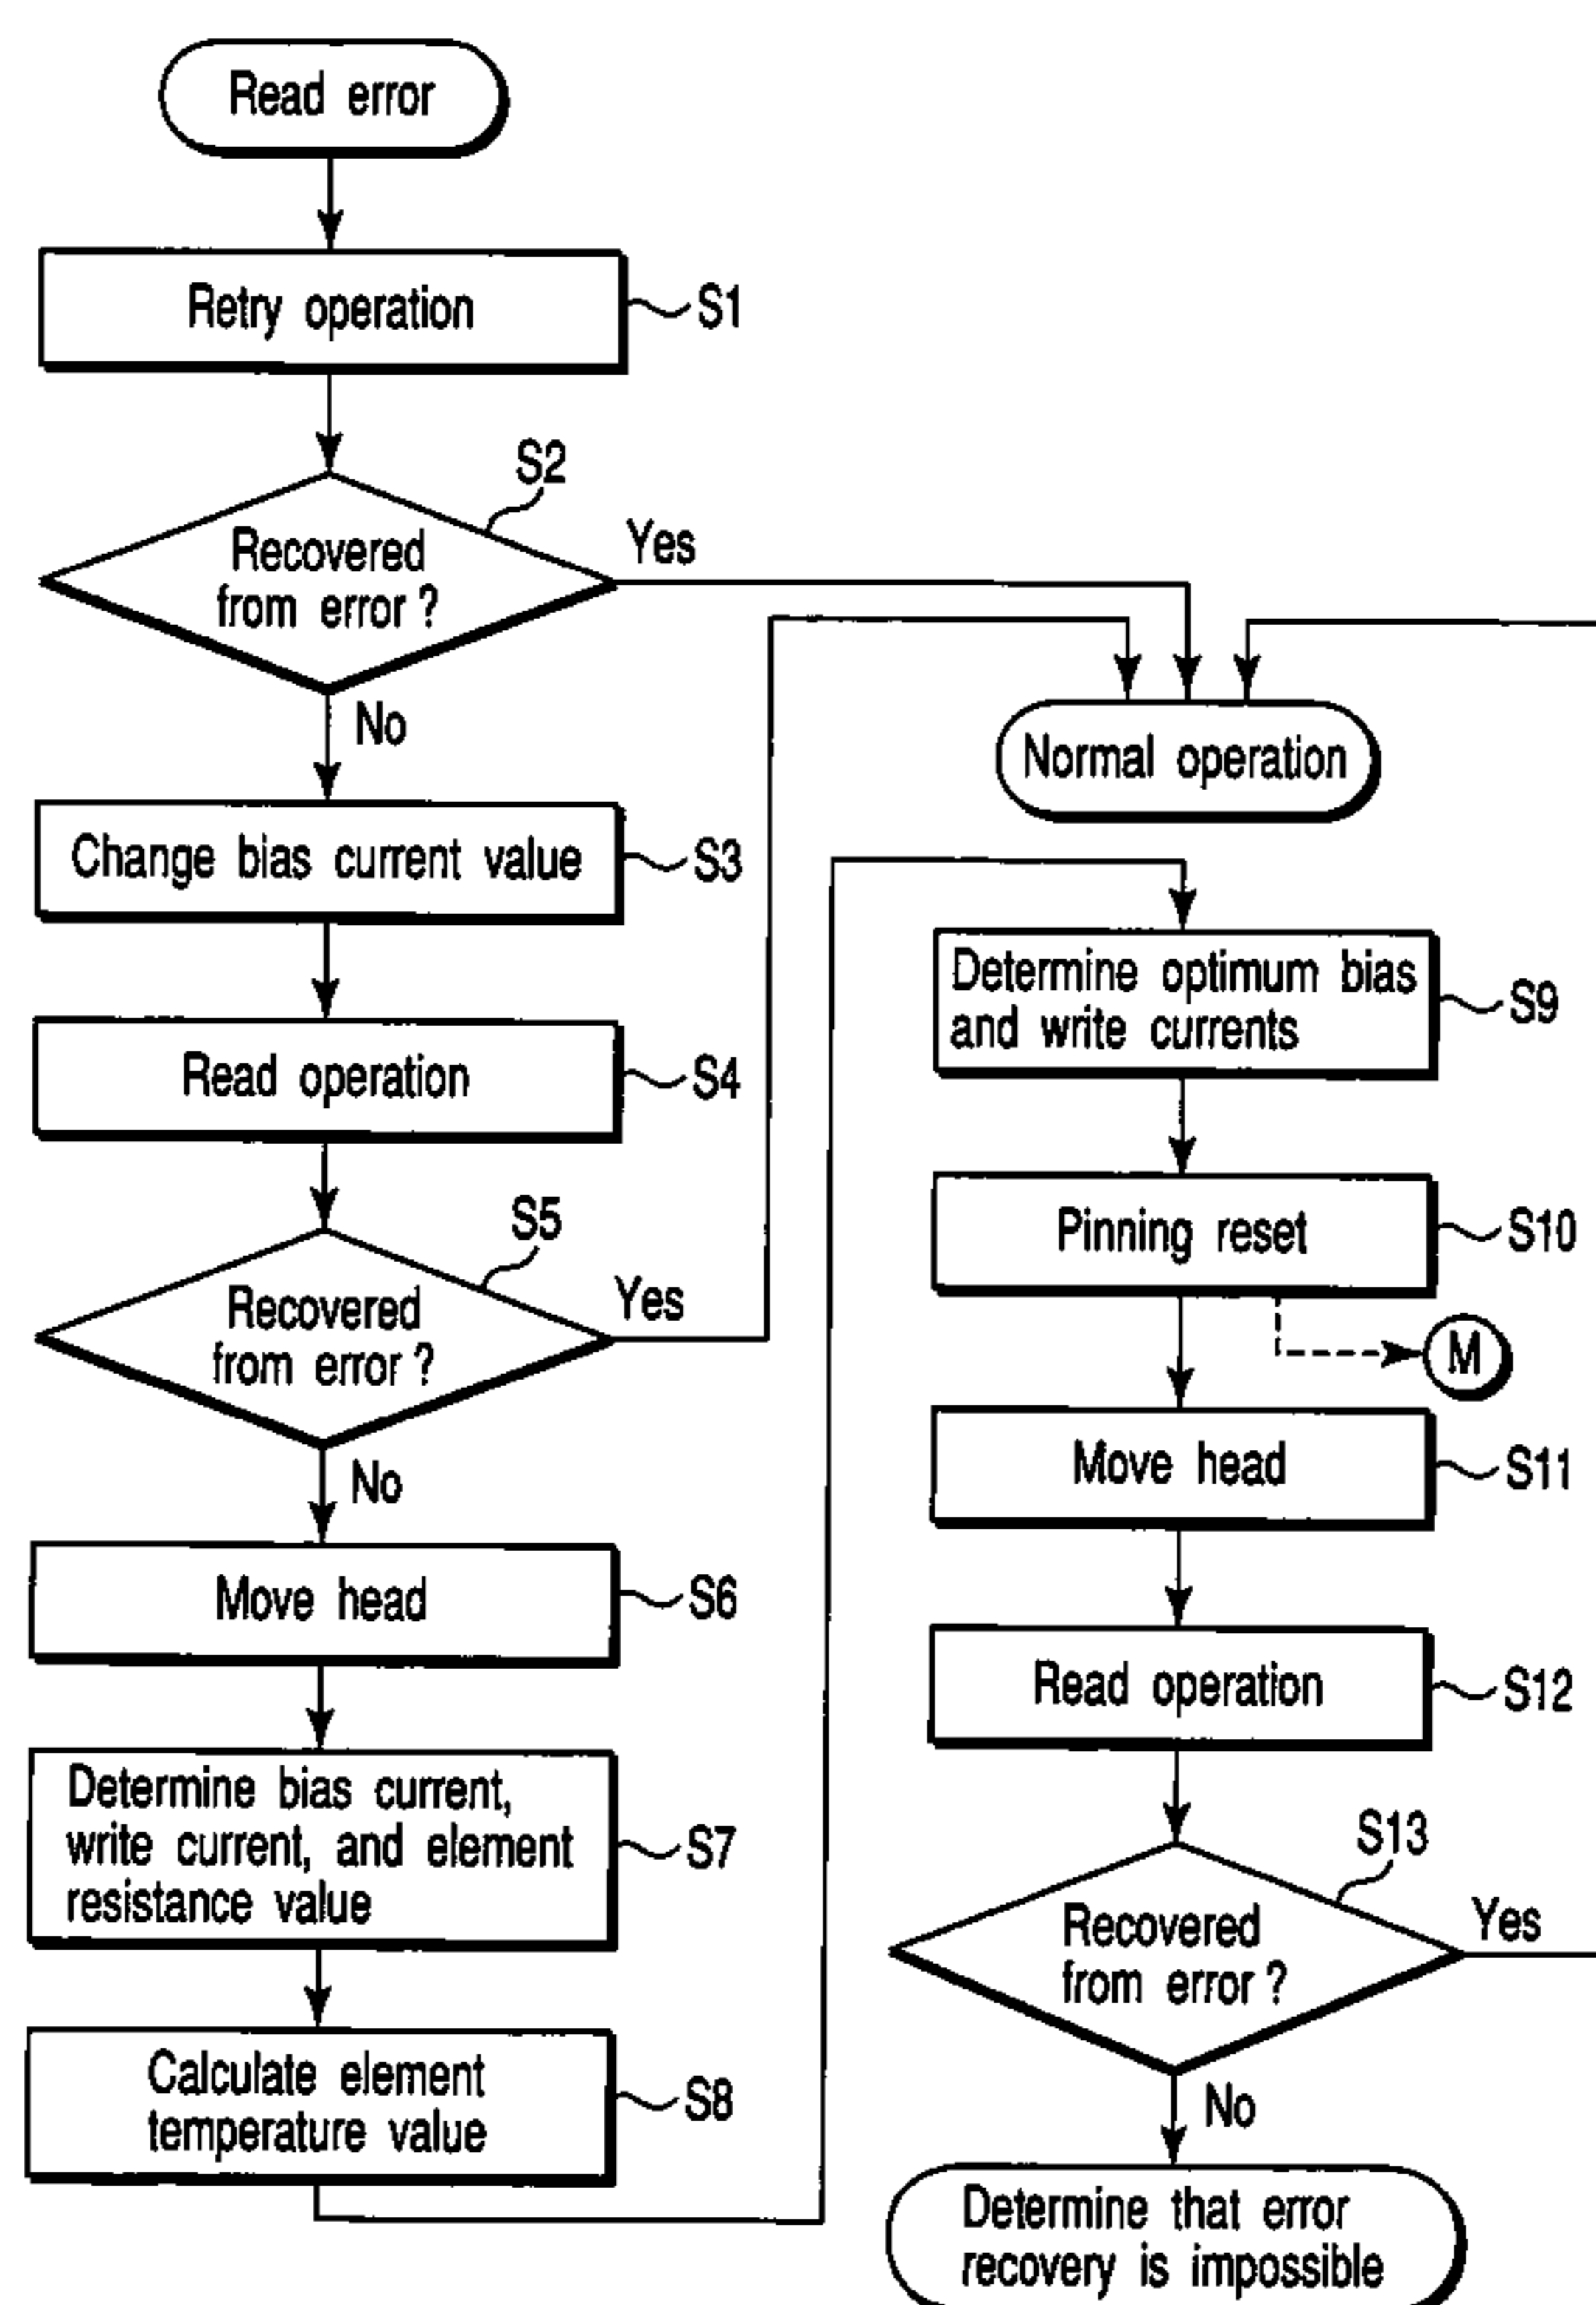 Read error
Retry operation
S1
S2
Recovered
from error ?
Yes
No
Change bias current value
S3
Read operation
S4
S5
Recovered
from error ?
Yes
No
Move head
S6
Determine bias current,
write current, and element
resistance value
S7
Calculate element
temperature value
S8
Normal operation
Determine optimum bias
and write currents
S9
Pinning reset
S10
M
Move head
S11
Read operation
S12
S13
Recovered
from error ?
Yes
No
Determine that error
recovery is impossible